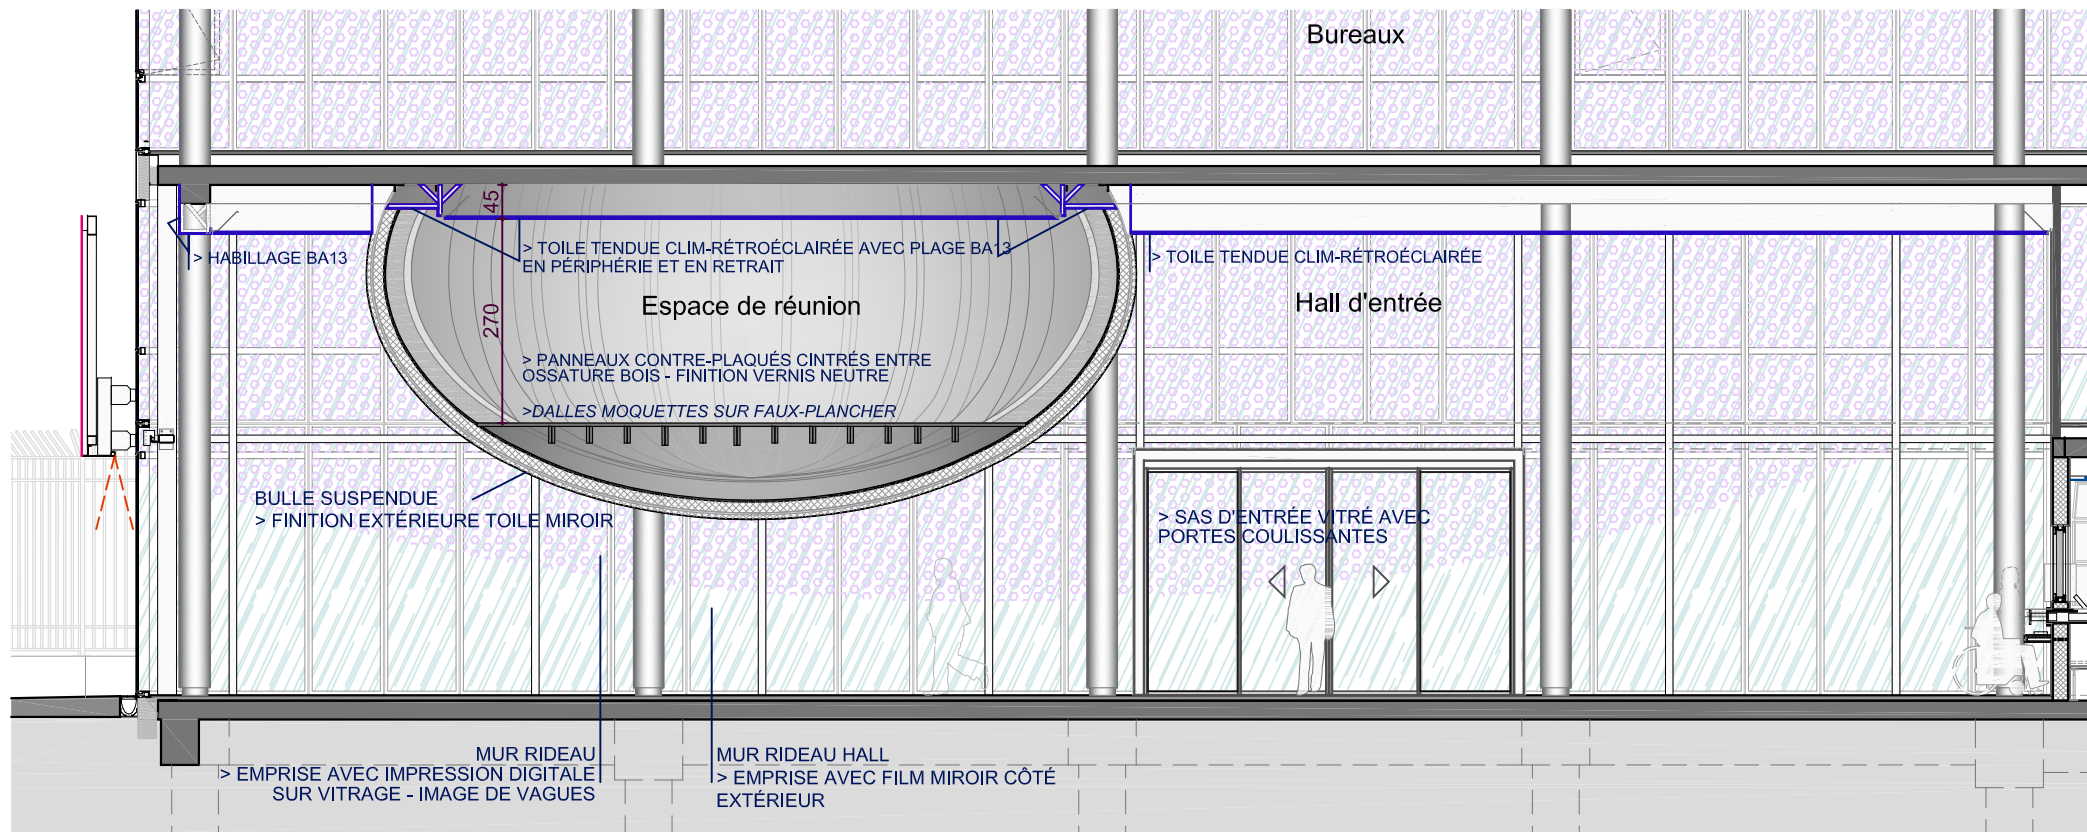 Bureaux
45
> TOILE TENDUE CLIM-RÉTROÉCLAIRÉE AVEC PLAGE BA13
EN PÉRIPHÉRIE ET EN RETRAIT
> HABILLAGE BA13
> TOILE TENDUE CLIM-RÉTROÉCLAIRÉE
Espace de réunion
Hall d'entrée
270
> PANNEAUX CONTRE-PLAQUÉS CINTRÉS ENTRE
OSSATURE BOIS - FINITION VERNIS NEUTRE
>DALLES MOQUETTES SUR FAUX-PLANCHER
BULLE SUSPENDUE
> FINITION EXTÉRIEURE TOILE MIROIR
> SAS D'ENTRÉE VITRÉ AVEC
PORTES COULISSANTES
MUR RIDEAU
> EMPRISE AVEC IMPRESSION DIGITALE
SUR VITRAGE - IMAGE DE VAGUES
MUR RIDEAU HALL
> EMPRISE AVEC FILM MIROIR CÔTÉ
EXTÉRIEUR